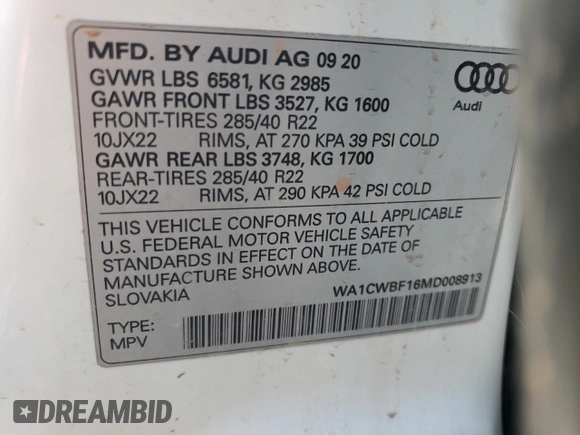 MFD. BY AUDI AG 09 20
GVWR LBS 6581, KG 2985
GAWR FRONT LBS 3527, KG 1600
FRONT-TIRES 285/40 R22
10JX22 RIMS, AT 270 KPA 39 PSI COLD
GAWR REAR LBS 3748, KG 1700
REAR-TIRES 285/40 R22
10JX22 RIMS, AT 290 KPA 42 PSI COLD
Audi
THIS VEHICLE CONFORMS TO ALL APPLICABLE
U.S. FEDERAL MOTOR VEHICLE SAFETY
STANDARDS IN EFFECT ON THE DATE OF
MANUFACTURE SHOWN ABOVE.
SLOVAKIA
WA1CWBF16MD008913
TYPE:
MPV
DREAMBID